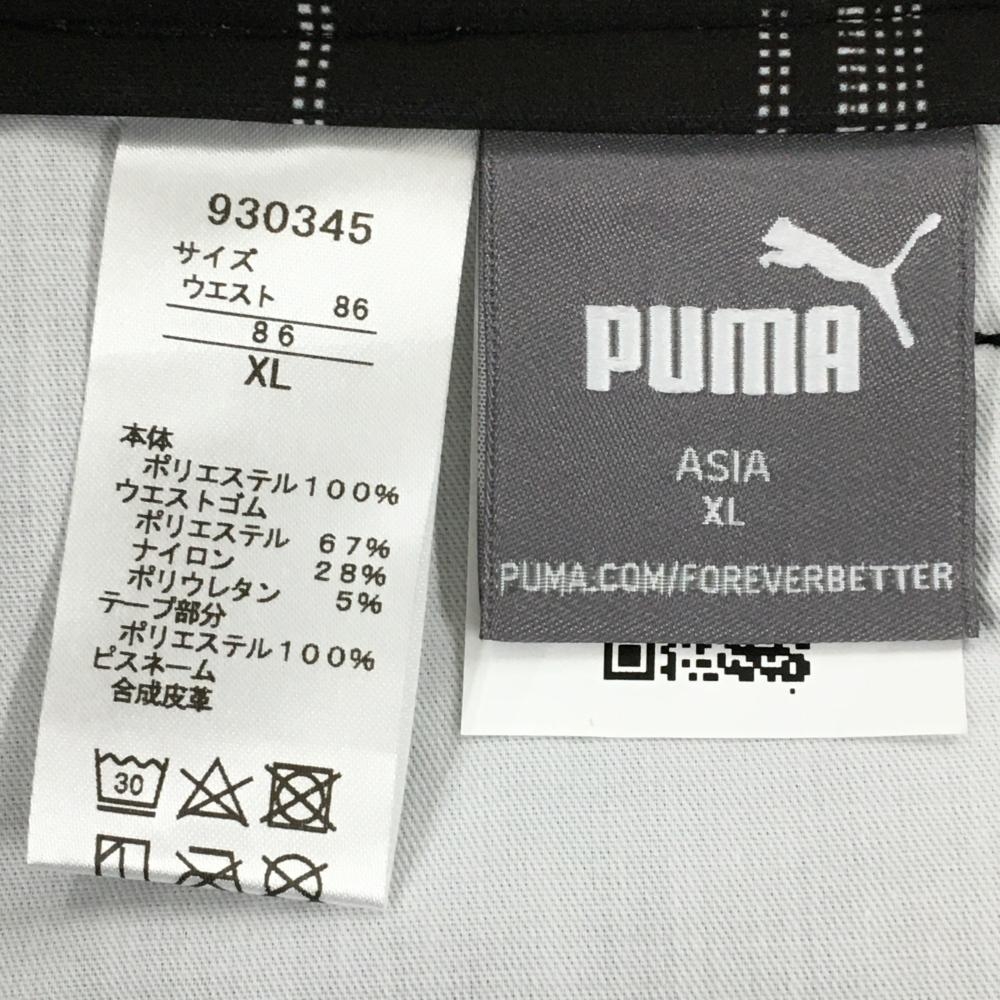 930345
サイズ
ウエスト 86
86
XL
本体
ポリエステル100%
ウエストゴム
ポリエステル 67%
ナイロン 28%
ポリウレタン 5%
テープ部分
ポリエステル100%
ピスネーム
合成皮革
30
PUMA
ASIA
XL
PUMA.COM/FOREVERBETTER